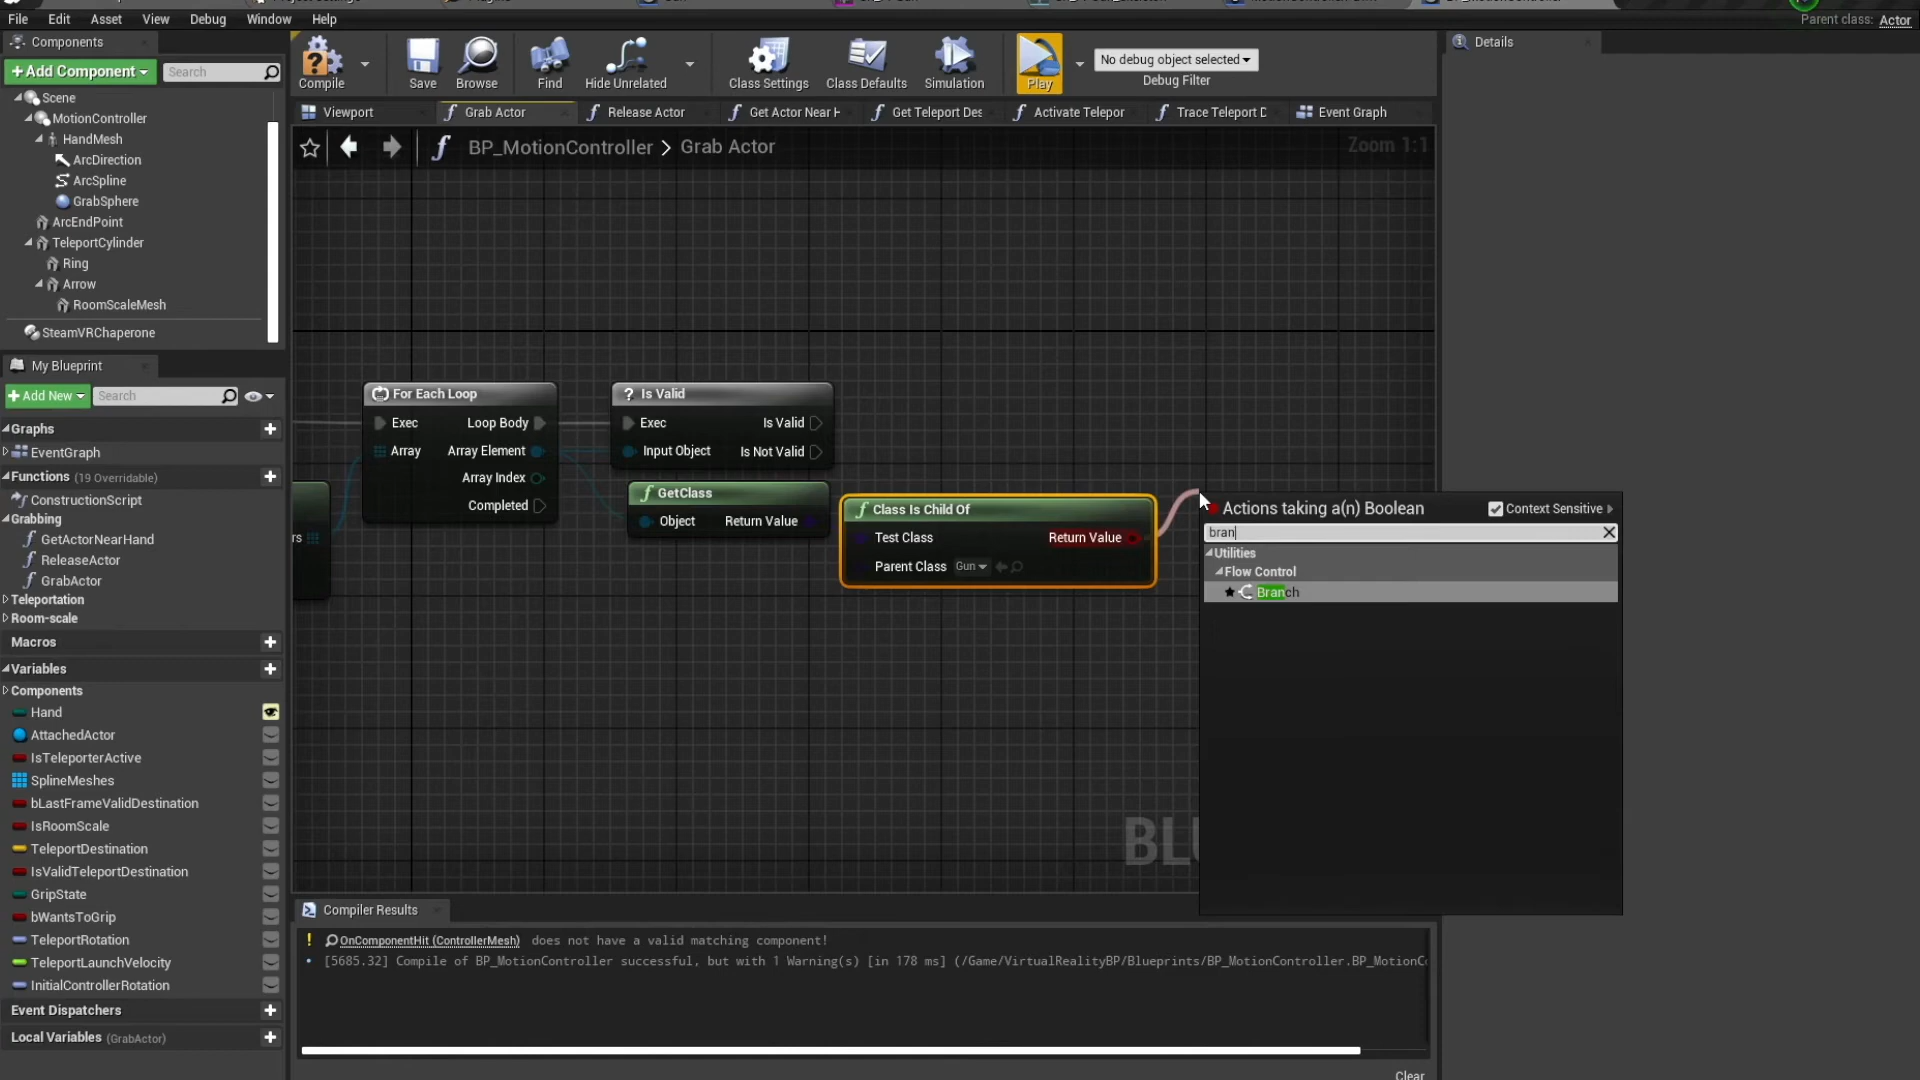 File Edit Asset View Debug Window Help
Parent class: Actor
Components
Details
+Add Component
Search
Compile Save Browse Find Hide Unrelated Class Settings Class Defaults Simulation Play
No debug object selected
Debug Filter
Scene
MotionController
HandMesh
ArcDirection
ArcSpline
GrabSphere
ArcEndPoint
TeleportCylinder
Ring
Arrow
RoomScaleMesh
SteamVRChaperone
Viewport Grab Actor Release Actor Get Actor Near H Get Teleport Des Activate Telepor Trace Teleport D Event Graph
BP_MotionController > Grab Actor
Zoom 1:1
My Blueprint
+Add New
Search
Graphs
EventGraph
Functions (19 Overridable)
ConstructionScript
Grabbing
GetActorNearHand
ReleaseActor
GrabActor
Teleportation
Room-scale
Macros
Variables
Components
Hand
AttachedActor
IsTeleporterActive
SplineMeshes
bLastFrameValidDestination
IsRoomScale
TeleportDestination
IsValidTeleportDestination
GripState
bWantsToGrip
TeleportRotation
TeleportLaunchVelocity
InitialControllerRotation
Event Dispatchers
Local Variables (GrabActor)
rs
For Each Loop
Exec Loop Body
Array Array Element
Array Index
Completed
? Is Valid
Exec Is Valid
Input Object Is Not Valid
GetClass
Object Return Value
Class Is Child Of
Test Class Return Value
Parent Class Gun
Actions taking a(n) Boolean
Context Sensitive
bran
Utilities
Flow Control
Branch
BLU
Compiler Results
! OnComponentHit (ControllerMesh) does not have a valid matching component!
• [5685.32] Compile of BP_MotionController successful, but with 1 Warning(s) [in 178 ms] (/Game/VirtualRealityBP/Blueprints/BP_MotionController.BP_MotionC
Clear